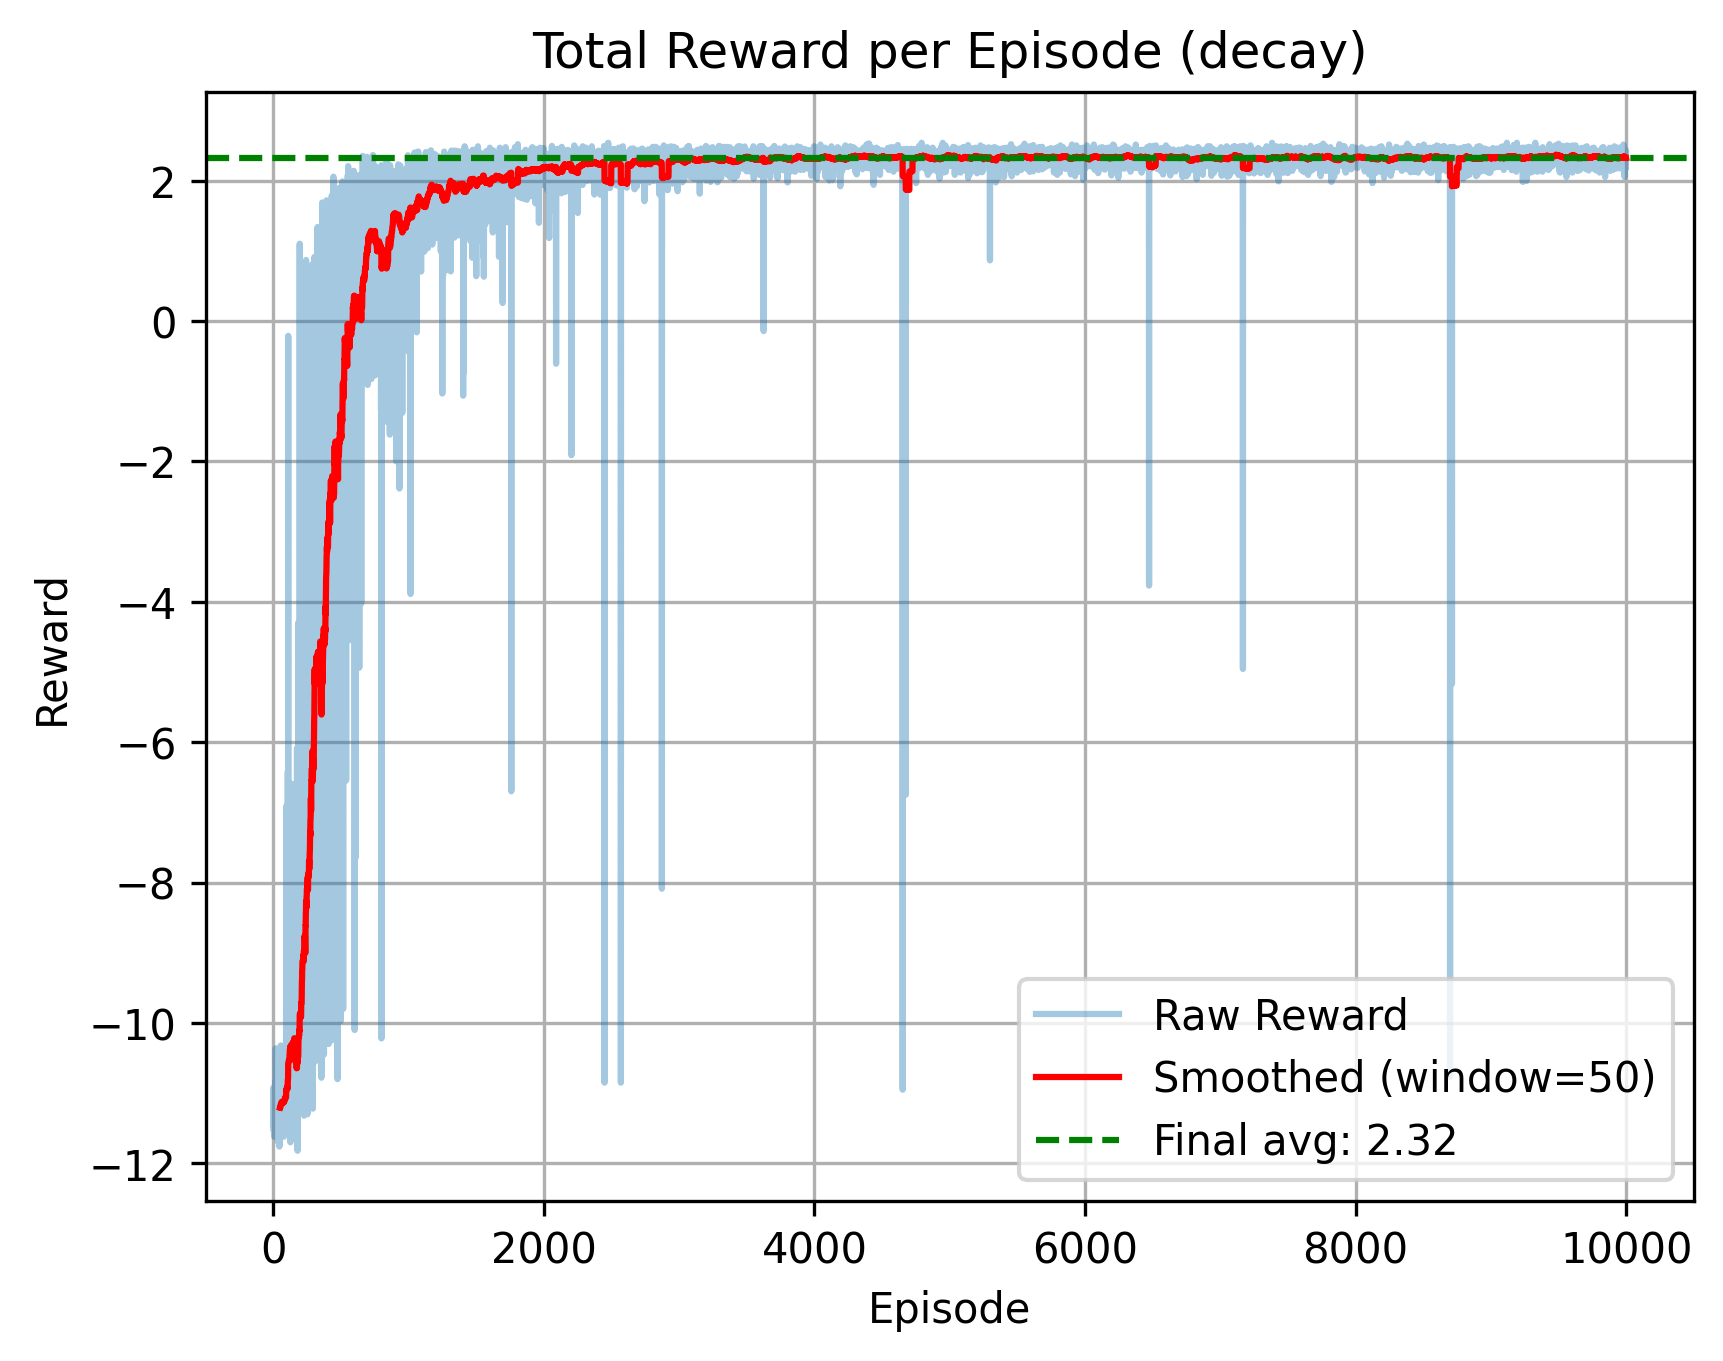 Total Reward per Episode (decay)
2
0
−2
−4
−6
−8
−10
−12
Reward
0 2000 4000 6000 8000 10000
Episode
Raw Reward
Smoothed (window=50)
Final avg: 2.32